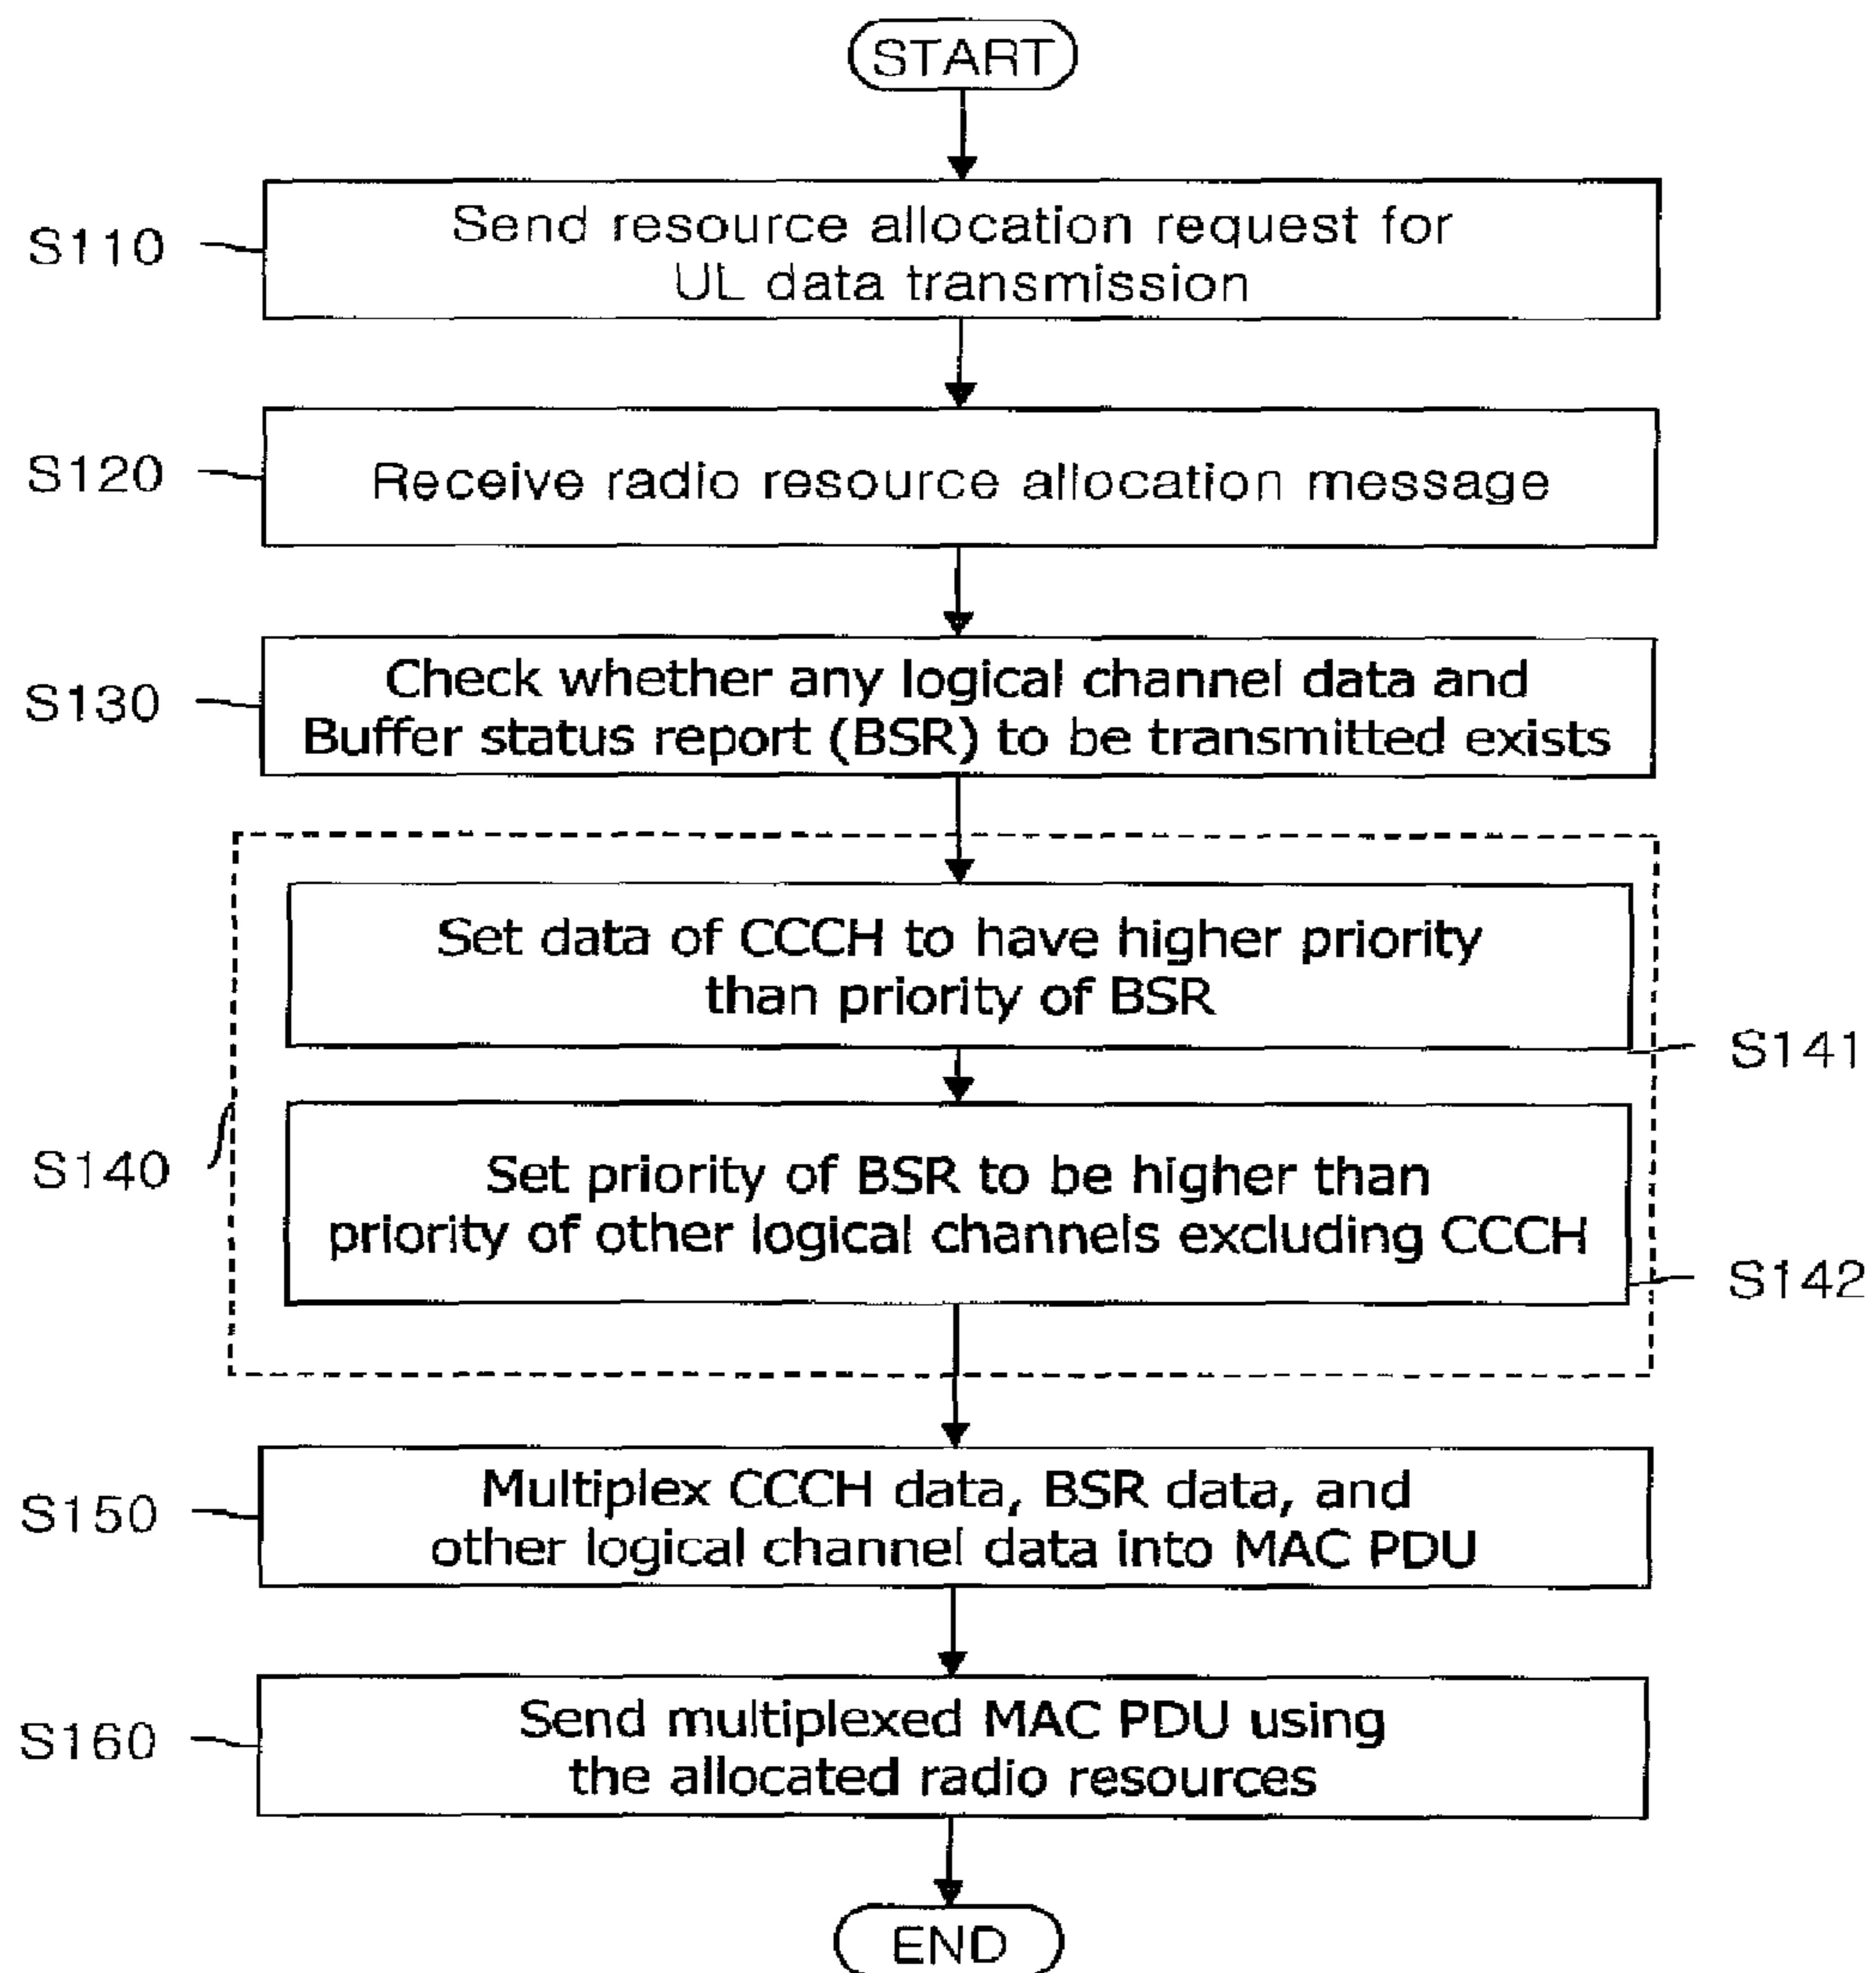 START
S110
Send resource allocation request for
UL data transmission
S120
Receive radio resource allocation message
S130
Check whether any logical channel data and
Buffer status report (BSR) to be transmitted exists
S140
Set data of CCCH to have higher priority
than priority of BSR
S141
Set priority of BSR to be higher than
priority of other logical channels excluding CCCH
S142
S150
Multiplex CCCH data, BSR data, and
other logical channel data into MAC PDU
S160
Send multiplexed MAC PDU using
the allocated radio resources
END